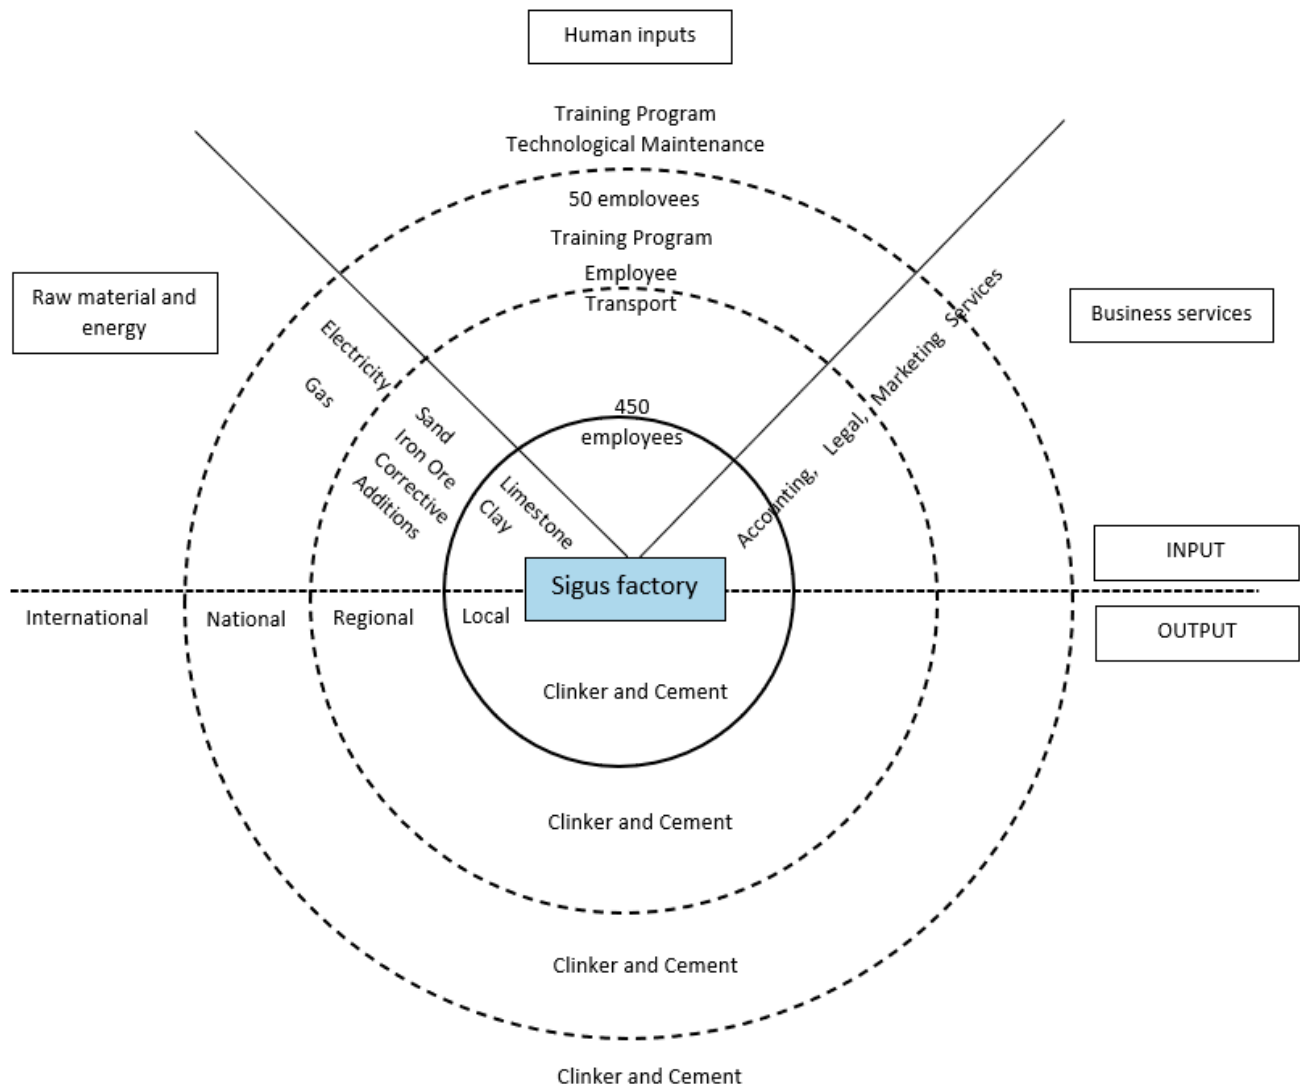 Human inputs
Training Program
Technological Maintenance
50 employees
Training Program
Employee
Transport
450
employees
Raw material and
energy
Electricity
Gas
Sand
Iron Ore
Corrective
Additions
Limestone
Clay
Accounting, Legal, Marketing Services
Business services
INPUT
Sigus factory
International
National
Regional
Local
OUTPUT
Clinker and Cement
Clinker and Cement
Clinker and Cement
Clinker and Cement